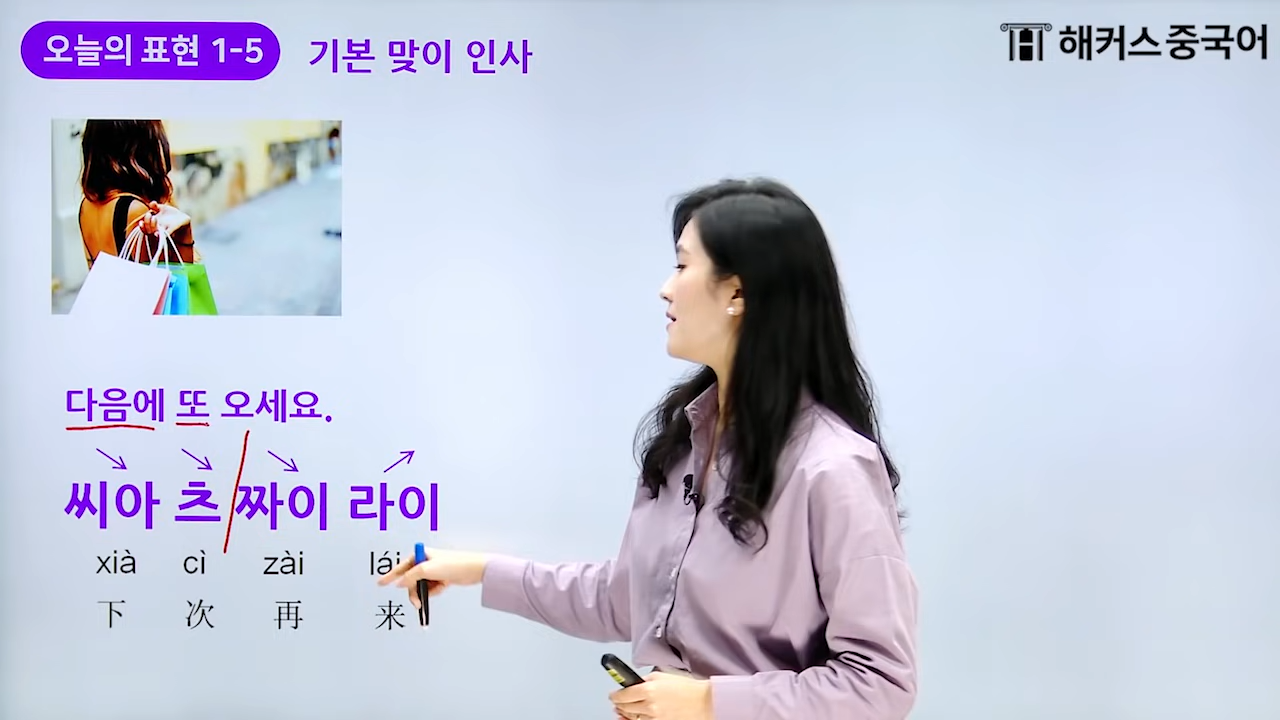 오늘의 표현 1-5 기본 맞이 인사
해커스중국어
다음에 또 오세요.
씨아 츠 짜이 라이
xià cì zài lái
下 次 再 来